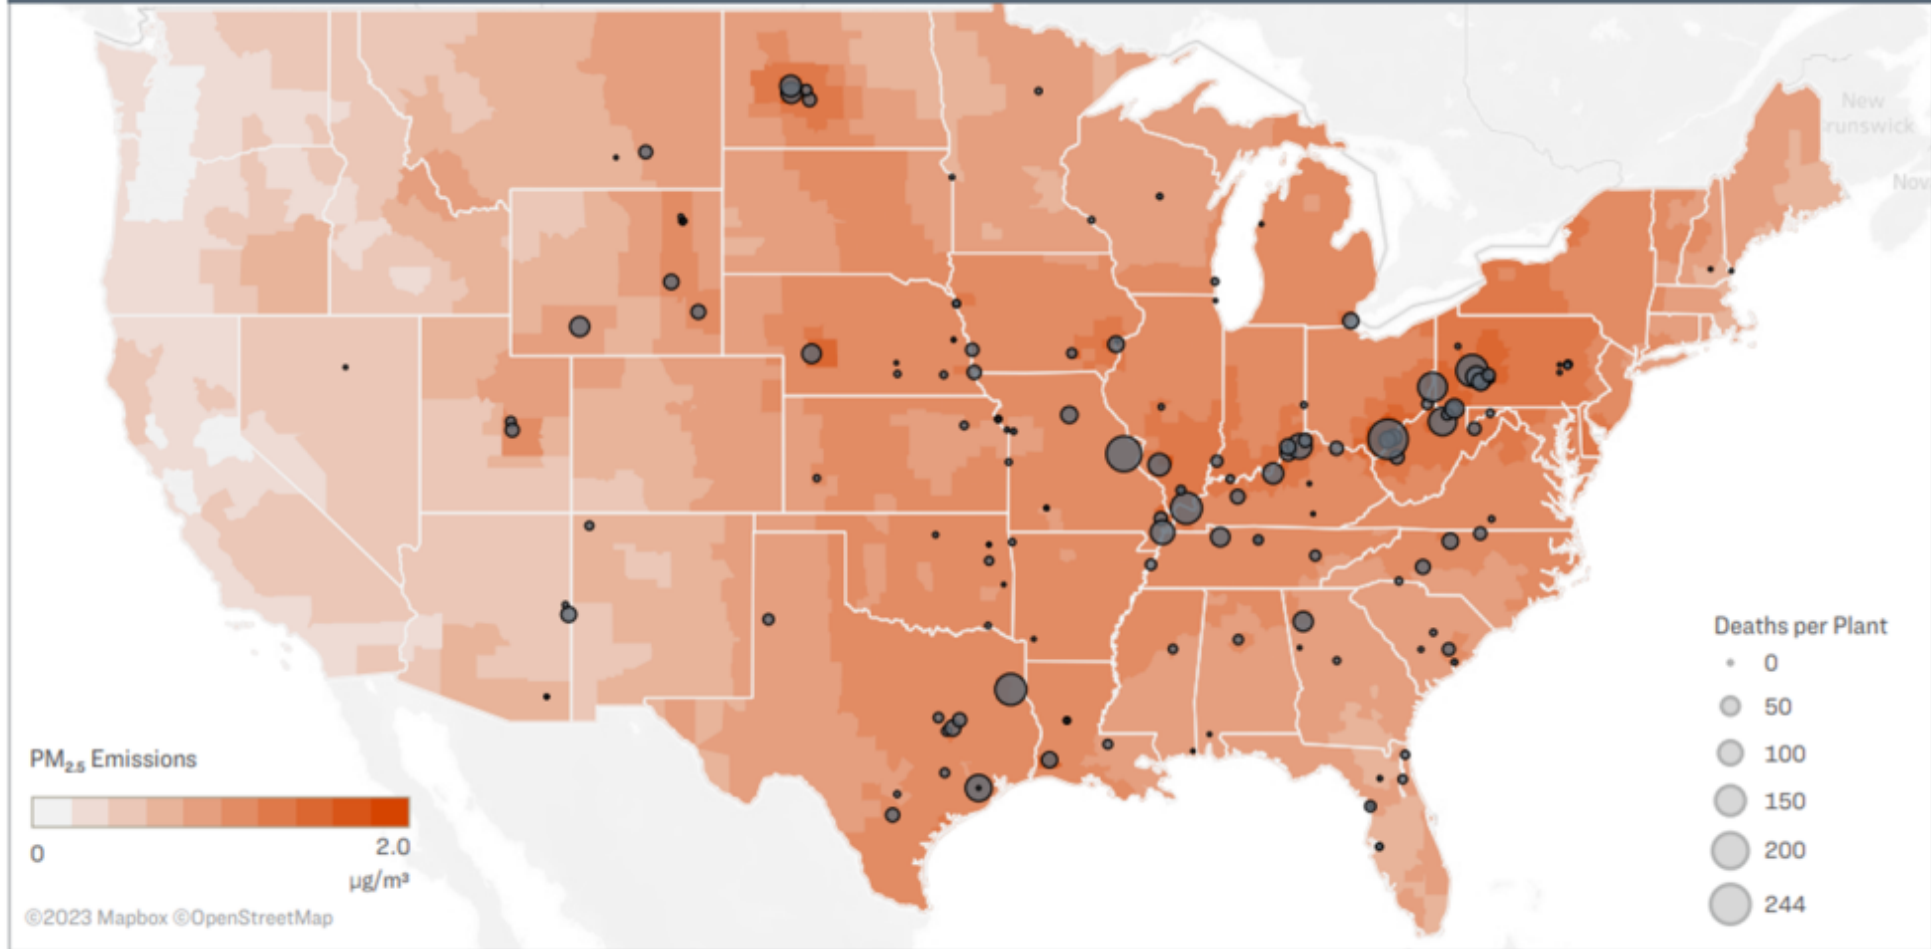 New
runswick
Nov
Deaths per Plant
0
50
100
150
200
244
PM2.5 Emissions
0
2.0
µg/m³
©2023 Mapbox ©OpenStreetMap